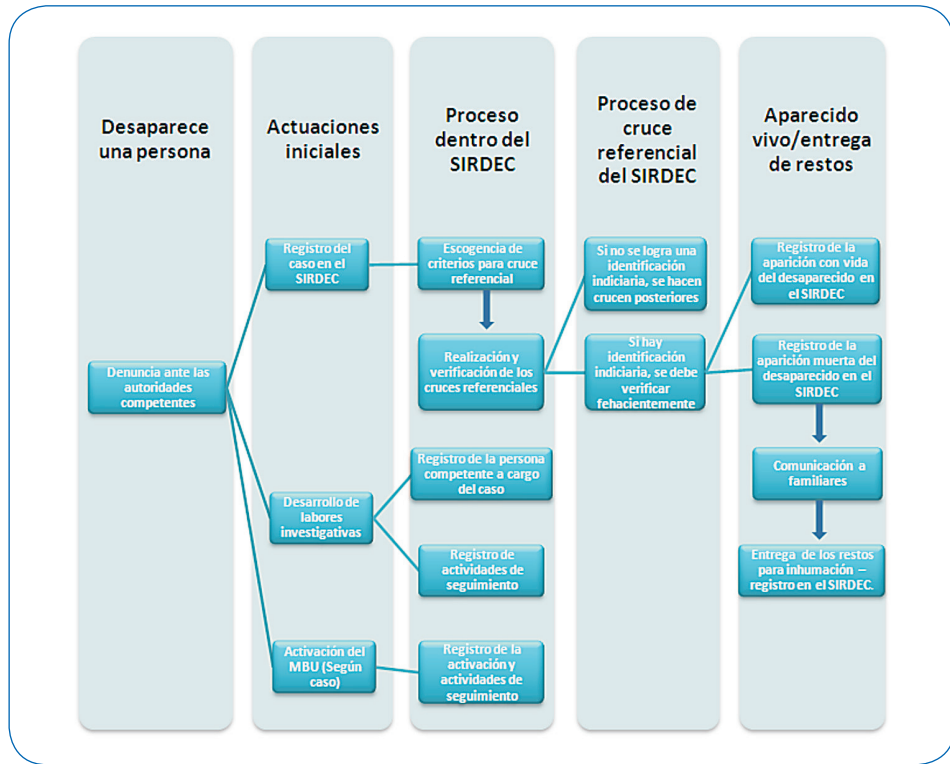 Desaparece
una persona
Actuaciones
iniciales
Proceso
dentro del
SIRDEC
Proceso de
cruce
referencial
del SIRDEC
Aparecido
vivo/entrega
de restos
Denuncia ante las
autoridades
competentes
Registro del
caso en el
SIRDEC
Desarrollo de
labores
investigativas
Activación del
MBU (Según
caso)
Escogencia de
criterios para cruce
referencial
Realización y
verificación de los
cruces referenciales
Registro de la persona
competente a cargo
del caso
Registro de
actividades de
seguimiento
Registro de la
activación y
actividades de
seguimiento
Si no se logra una
identificación
indiciaria, se hacen
crucen posteriores
Si hay
identificación
indiciaria, se debe
verificar
fehacientemente
Registro de la
aparición con vida
del desaparecido en
el SIRDEC
Registro de la
aparición muerta del
desaparecido en el
SIRDEC
Comunicación a
familiares
Entrega de los restos
para inhumación –
registro en el SIRDEC.